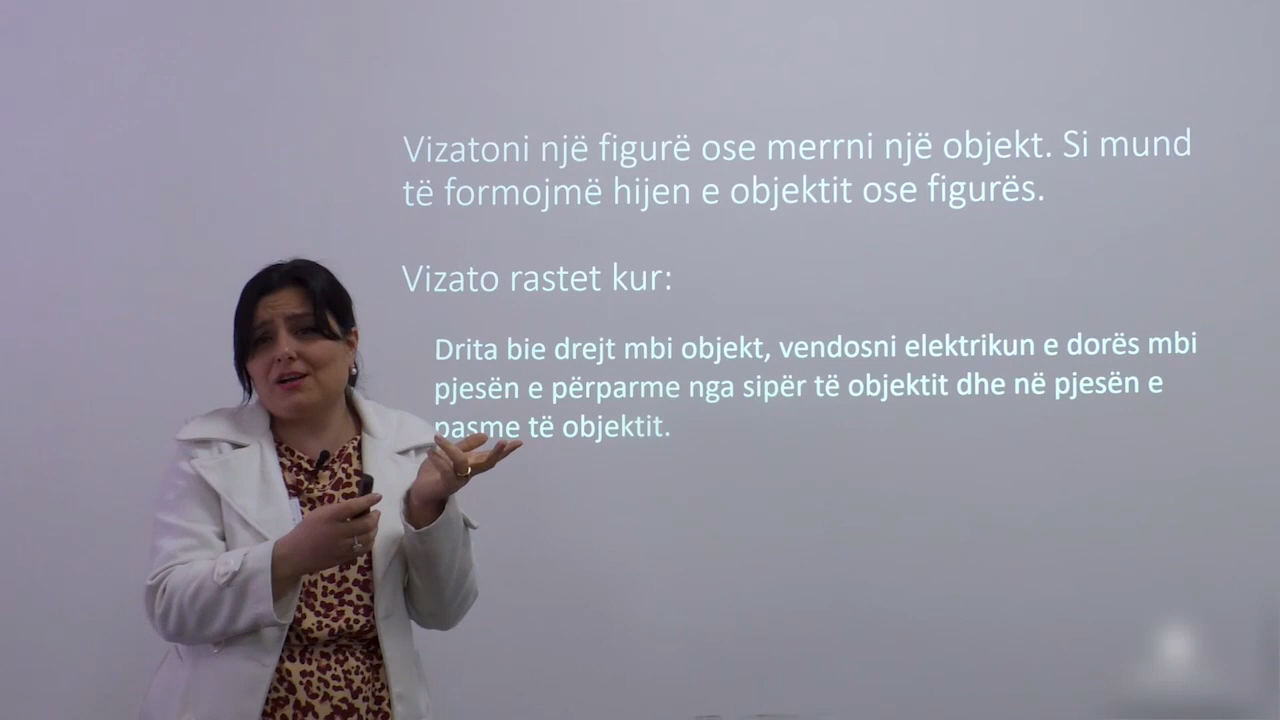 Vizatoni një figurë ose merrni një objekt. Si mund
të formojmë hijen e objektit ose figurës.
Vizato rastet kur:
Drita bie drejt mbi objekt, vendosni elektrikun e dorës mbi
pjesën e përparme nga sipër të objektit dhe në pjesën e
pasme të objektit.